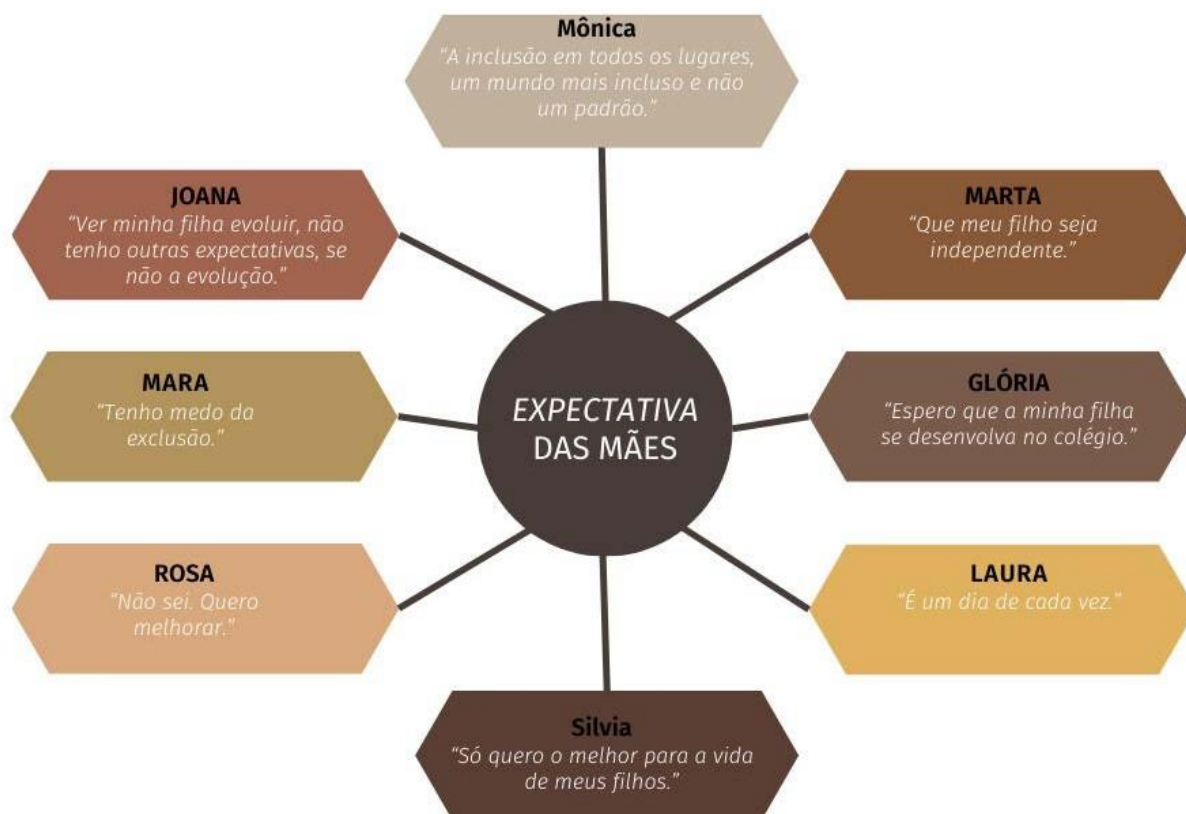 Mônica
“A inclusão em todos os lugares,
um mundo mais incluso e não
um padrão.”
JOANA
“Ver minha filha evoluir, não
tenho outras expectativas, se
não a evolução.”
MARTA
“Que meu filho seja
independente.”
EXPECTATIVA
DAS MÃES
MARA
“Tenho medo da
exclusão.”
GLÓRIA
“Espero que a minha filha
se desenvolva no colégio.”
ROSA
“Não sei. Quero
melhorar.”
LAURA
“É um dia de cada vez.”
Silvia
“Só quero o melhor para a vida
de meus filhos.”